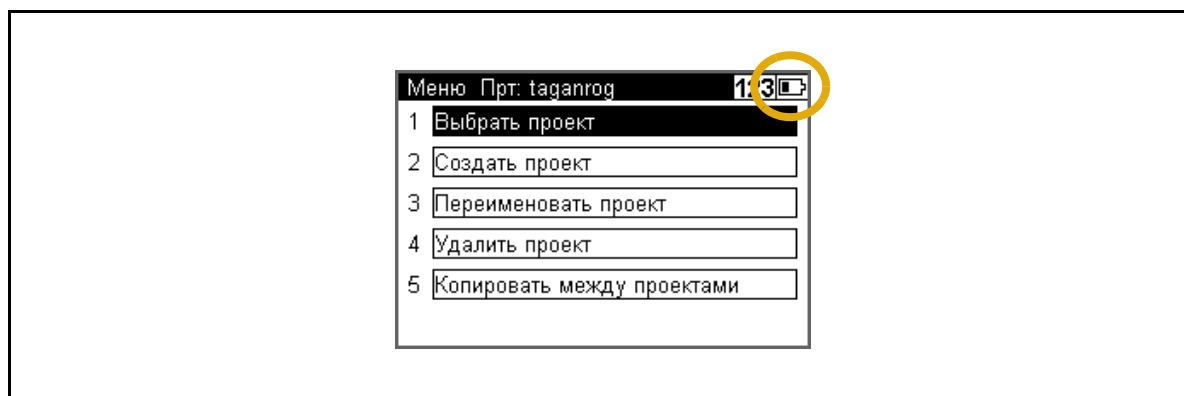 Меню Прт: taganrog 123
1 Выбрать проект
2 Создать проект
3 Переименовать проект
4 Удалить проект
5 Копировать между проектами